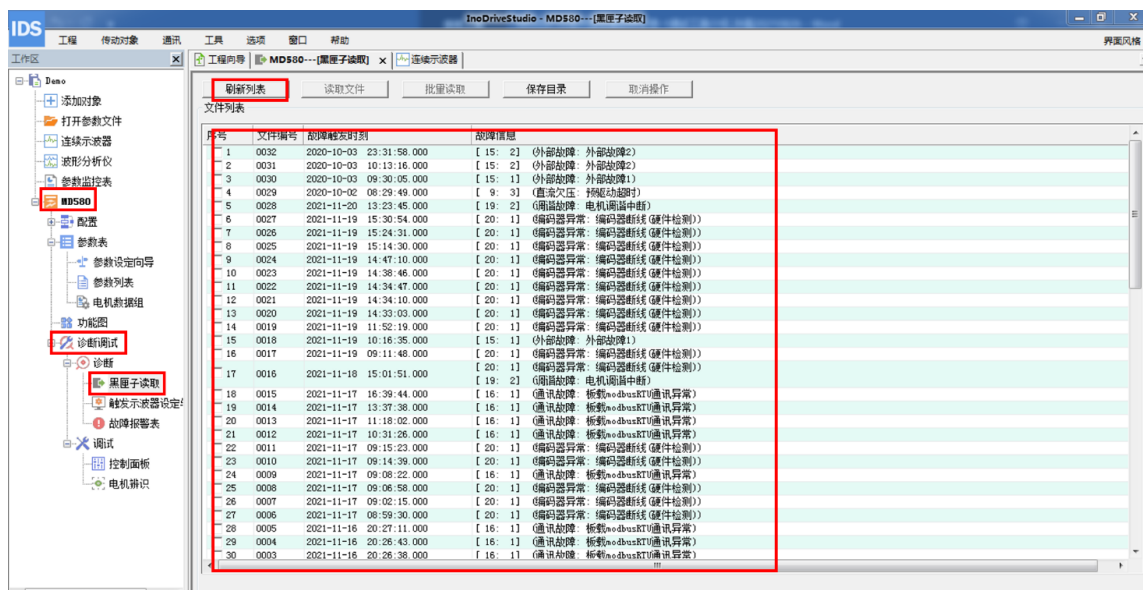 InoDriveStudio - MD580---[黑匣子读取]
IDS
工程 传动对象 通讯 工具 选项 窗口 帮助 界面风格
工作区 x 工程向导 MD580---[黑匣子读取] x 连续示波器
Demo
添加对象
打开参数文件
连续示波器
波形分析仪
参数监控表
MD580
配置
参数表
参数设定向导
参数列表
电机数据组
功能图
诊断调试
诊断
黑匣子读取
触发示波器设定
故障报警表
调试
控制面板
电机辨识
刷新列表 读取文件 批量读取 保存目录 取消操作
文件列表
序号 文件编号 故障触发时刻 故障信息
1 0032 2020-10-03 23:31:58.000 [ 15: 2] (外部故障: 外部故障2)
2 0031 2020-10-03 10:13:16.000 [ 15: 2] (外部故障: 外部故障2)
3 0030 2020-10-03 09:30:05.000 [ 15: 1] (外部故障: 外部故障1)
4 0029 2020-10-02 08:29:49.000 [ 9: 3] (直流欠压: 预驱动超时)
5 0028 2021-11-20 13:23:45.000 [ 19: 2] (调谐故障: 电机调谐中断)
6 0027 2021-11-19 15:30:54.000 [ 20: 1] (编码器异常: 编码器断线(硬件检测))
7 0026 2021-11-19 15:24:31.000 [ 20: 1] (编码器异常: 编码器断线(硬件检测))
8 0025 2021-11-19 15:14:30.000 [ 20: 1] (编码器异常: 编码器断线(硬件检测))
9 0024 2021-11-19 14:47:10.000 [ 20: 1] (编码器异常: 编码器断线(硬件检测))
10 0023 2021-11-19 14:38:46.000 [ 20: 1] (编码器异常: 编码器断线(硬件检测))
11 0022 2021-11-19 14:34:47.000 [ 20: 1] (编码器异常: 编码器断线(硬件检测))
12 0021 2021-11-19 14:34:10.000 [ 20: 1] (编码器异常: 编码器断线(硬件检测))
13 0020 2021-11-19 14:33:03.000 [ 20: 1] (编码器异常: 编码器断线(硬件检测))
14 0019 2021-11-19 11:52:19.000 [ 20: 1] (编码器异常: 编码器断线(硬件检测))
15 0018 2021-11-19 10:16:35.000 [ 15: 1] (外部故障: 外部故障1)
16 0017 2021-11-19 09:11:48.000 [ 20: 1] (编码器异常: 编码器断线(硬件检测))
17 0016 2021-11-18 15:01:51.000 [ 20: 1] (编码器异常: 编码器断线(硬件检测))
[ 19: 2] (调谐故障: 电机调谐中断)
18 0015 2021-11-17 16:39:44.000 [ 16: 1] (通讯故障: 板载modbusRTU通讯异常)
19 0014 2021-11-17 13:37:38.000 [ 16: 1] (通讯故障: 板载modbusRTU通讯异常)
20 0013 2021-11-17 11:18:02.000 [ 16: 1] (通讯故障: 板载modbusRTU通讯异常)
21 0012 2021-11-17 10:31:26.000 [ 16: 1] (通讯故障: 板载modbusRTU通讯异常)
22 0011 2021-11-17 09:15:23.000 [ 20: 1] (编码器异常: 编码器断线(硬件检测))
23 0010 2021-11-17 09:14:39.000 [ 20: 1] (编码器异常: 编码器断线(硬件检测))
24 0009 2021-11-17 09:08:22.000 [ 16: 1] (通讯故障: 板载modbusRTU通讯异常)
25 0008 2021-11-17 09:06:58.000 [ 20: 1] (编码器异常: 编码器断线(硬件检测))
26 0007 2021-11-17 09:02:15.000 [ 20: 1] (编码器异常: 编码器断线(硬件检测))
27 0006 2021-11-17 08:59:30.000 [ 20: 1] (编码器异常: 编码器断线(硬件检测))
28 0005 2021-11-16 20:27:11.000 [ 16: 1] (通讯故障: 板载modbusRTU通讯异常)
29 0004 2021-11-16 20:26:43.000 [ 16: 1] (通讯故障: 板载modbusRTU通讯异常)
30 0003 2021-11-16 20:26:38.000 [ 16: 1] (通讯故障: 板载modbusRTU通讯异常)